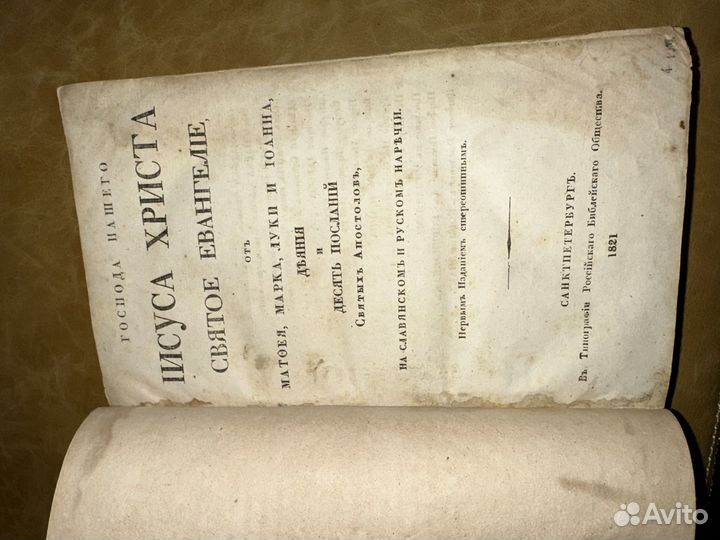 ГОСПОДА НАШЕГО
ІИСУСА ХРИСТА
СВЯТОЕ ЕВАНГЕЛІЕ,
ОТЪ
МАТѲЕЯ, МАРКА, ЛУКИ И ІОАННА,
ДѢЯНІЯ
И
ДЕСЯТЬ ПОСЛАНІЙ
Святыхъ Апостоловъ,
НА СЛАВЯНСКОМЪ И РУСКОМЪ НАРѢЧІИ.
Первымъ Изданіемъ стереотипнымъ.
САНКТПЕТЕРБУРГЪ.
Въ Типографіи Россійскаго Библейскаго Общества.
1821
Avito